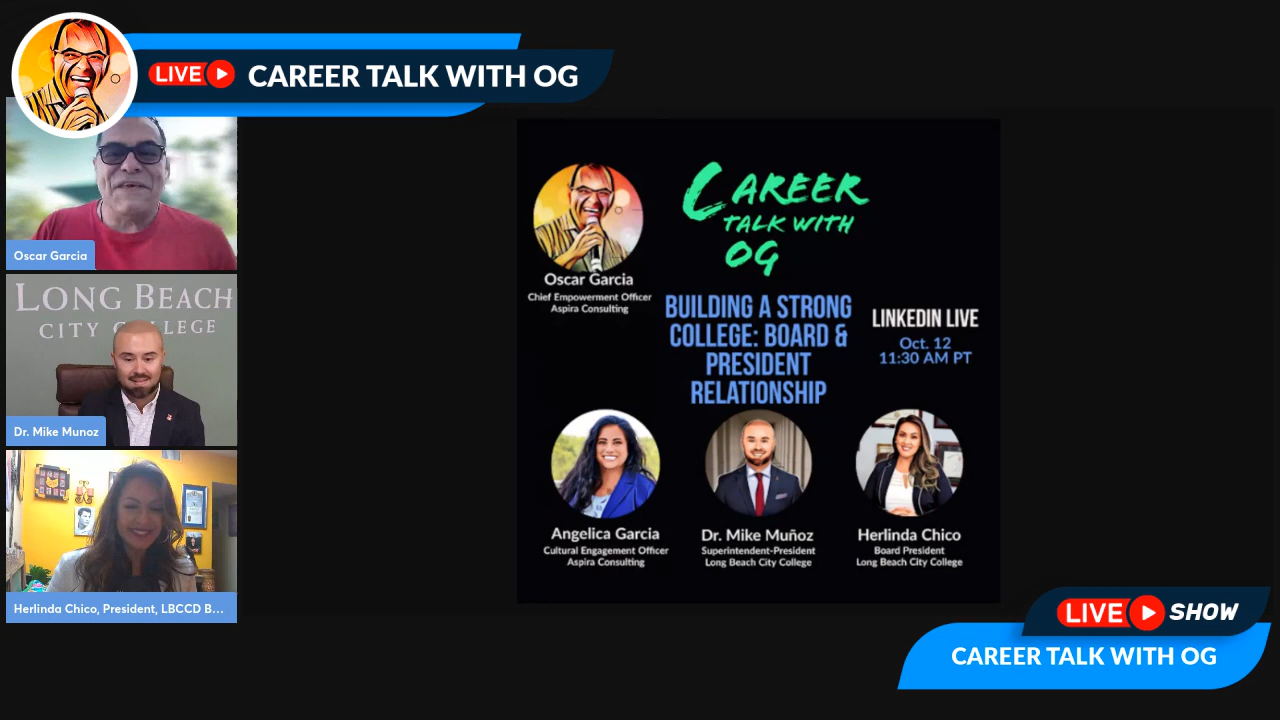 LIVE
CAREER TALK WITH OG
Oscar Garcia
LONG BEACH
CITY C LLEGE
Dr. Mike Munoz
Herlinda Chico, President, LBCCD B...
CAREER
TALK WITH
OG
Oscar Garcia
Chief Empowerment Officer
Aspira Consulting
BUILDING A STRONG
COLLEGE: BOARD &
PRESIDENT
RELATIONSHIP
LINKEDIN LIVE
Oct. 12
11:30 AM PT
Angelica Garcia
Cultural Engagement Officer
Aspira Consulting
Dr. Mike Muñoz
Superintendent-President
Long Beach City College
Herlinda Chico
Board President
Long Beach City College
LIVE SHOW
CAREER TALK WITH OG